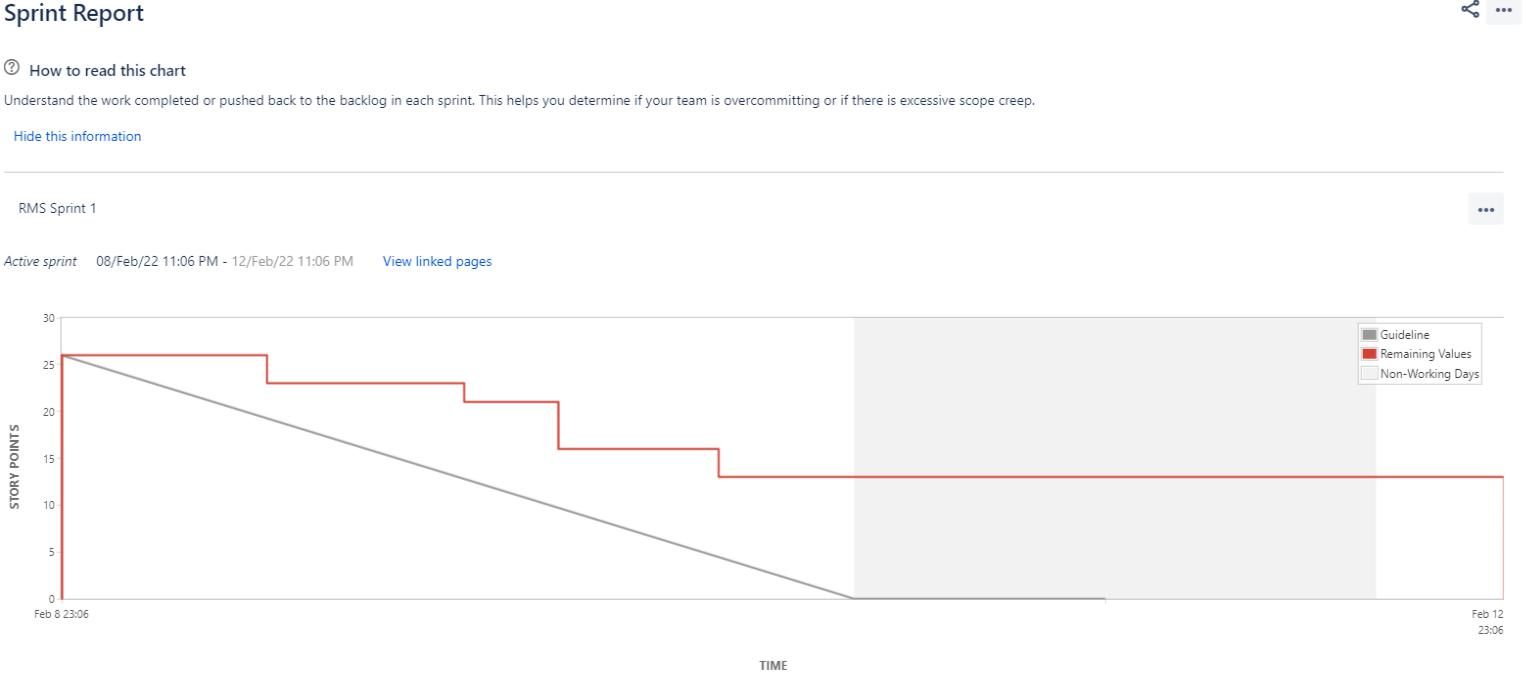 Sprint Report
How to read this chart
Understand the work completed or pushed back to the backlog in each sprint. This helps you determine if your team is overcommitting or if there is excessive scope creep.
Hide this information
RMS Sprint 1
Active sprint 08/Feb/22 11:06 PM - 12/Feb/22 11:06 PM View linked pages
30
25
20
15
10
5
0
STORY POINTS
Guideline
Remaining Values
Non-Working Days
Feb 8 23:06
Feb 12
23:06
TIME